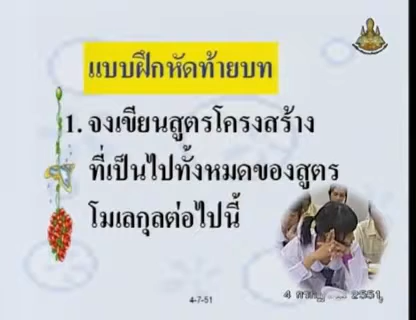 แบบฝึกหัดท้ายบท
1. จงเขียนสูตรโครงสร้าง
ที่เป็นไปทั้งหมดของสูตร
โมเลกุลต่อไปนี้
4-7-51
2551